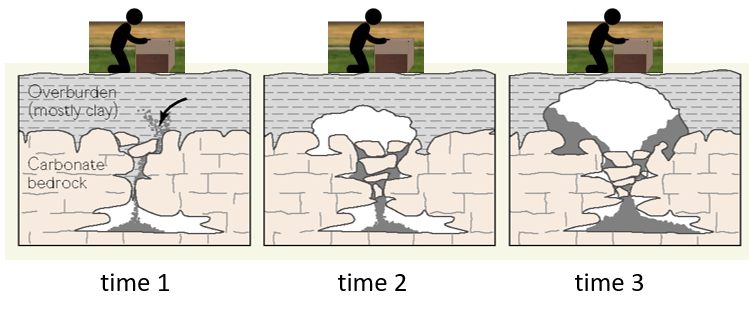 Overburden
(mostly clay)
Carbonate
bedrock
time 1
time 2
time 3